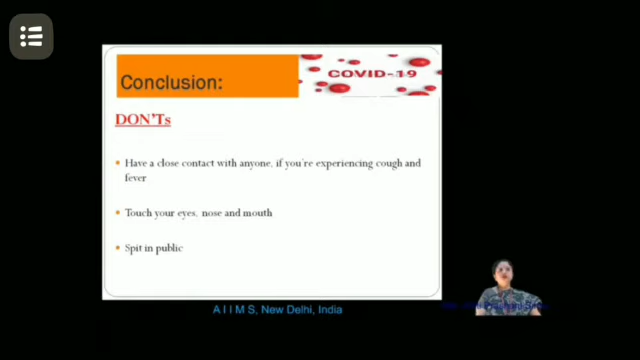 Conclusion:
COVID-19
DON'Ts
Have a close contact with anyone, if you're experiencing cough and
fever
Touch your eyes, nose and mouth
Spit in public
A I I M S, New Delhi, India